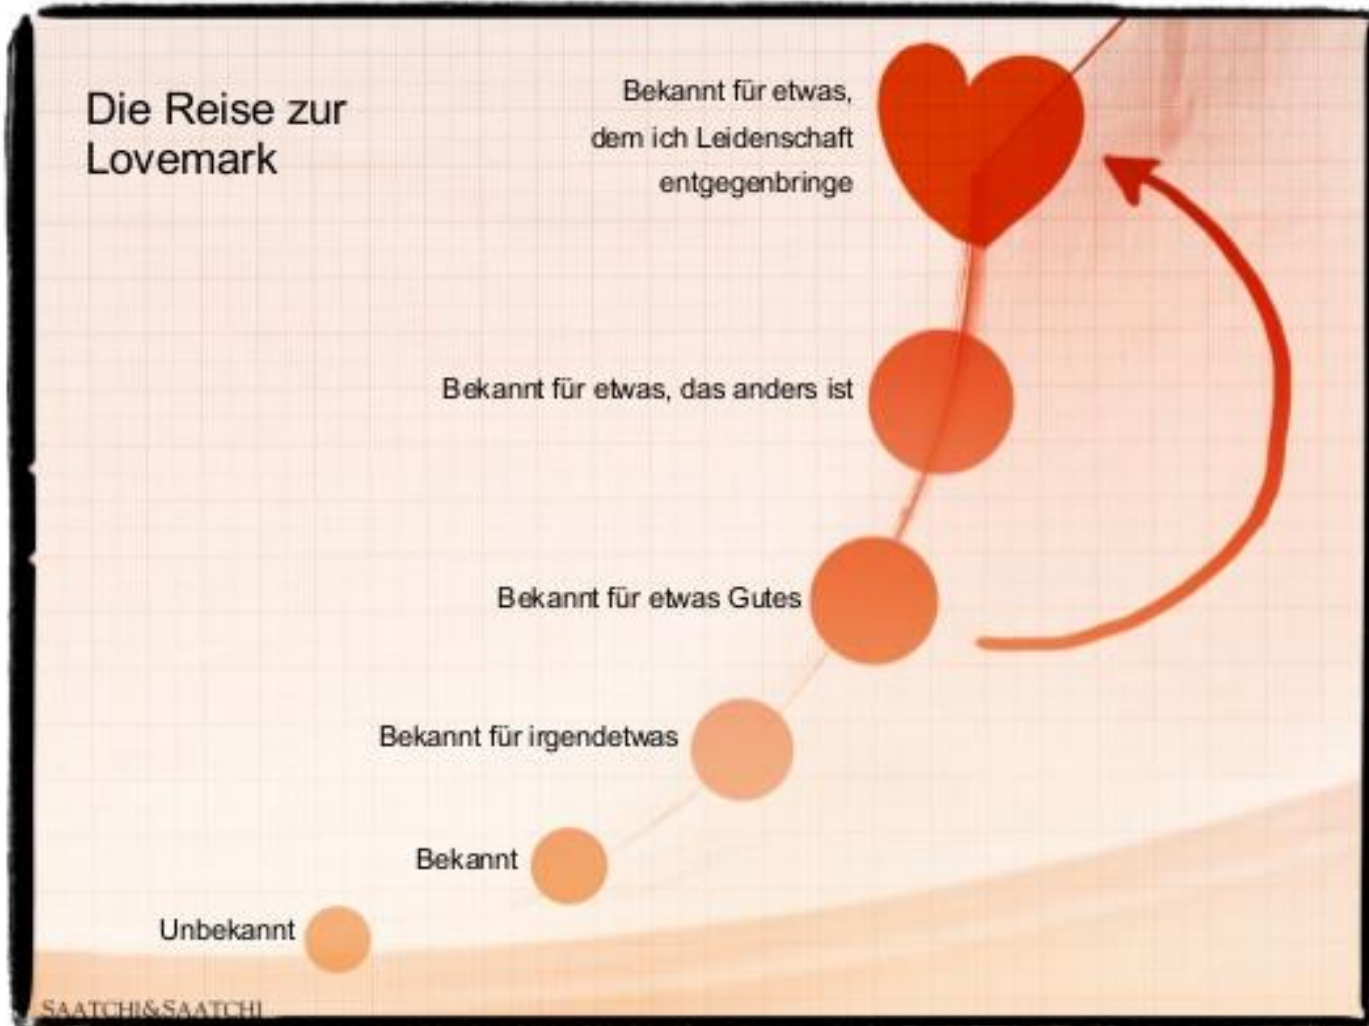 Die Reise zur
Lovemark
Bekannt für etwas,
dem ich Leidenschaft
entgegenbringe
Bekannt für etwas, das anders ist
Bekannt für etwas Gutes
Bekannt für irgendetwas
Bekannt
Unbekannt
SAATCHI&SAATCHI